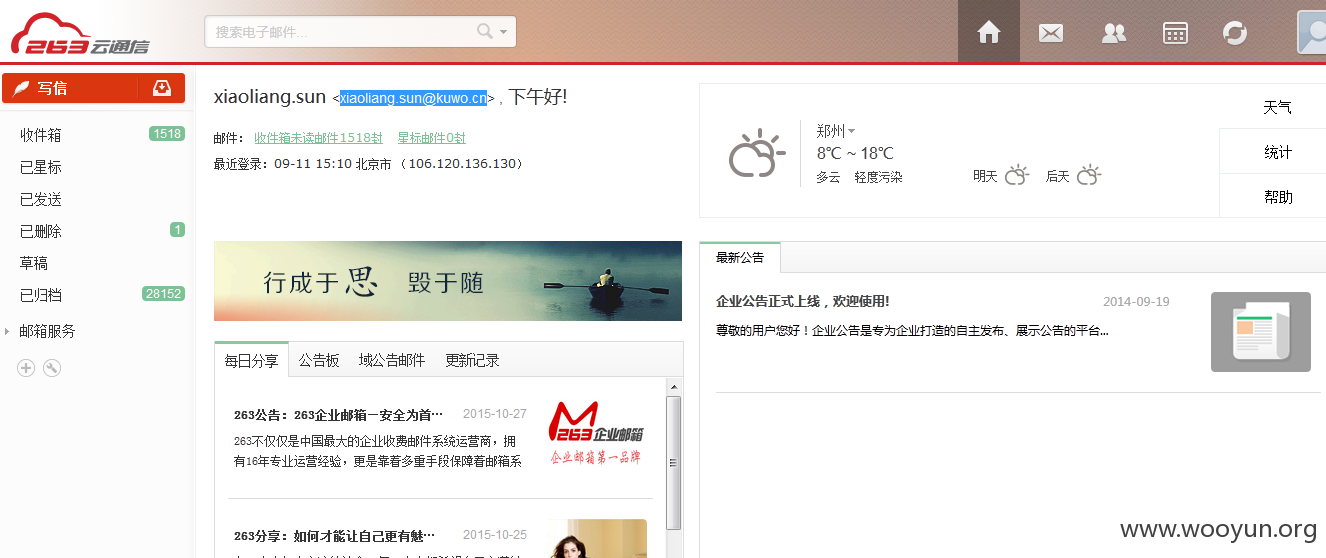 263云通信
搜索电子邮件...
写信
收件箱 1518
已星标
已发送
已删除 1
草稿
已归档 28152
邮箱服务
xiaoliang.sun <xiaoliang.sun@kuwo.cn>，下午好!
邮件： 收件箱未读邮件1518封 星标邮件0封
最近登录：09-11 15:10 北京市 （106.120.136.130）
郑州
8℃ ~ 18℃
多云 轻度污染
明天 后天
天气
统计
帮助
行成于思 毁于随
每日分享 公告板 域公告邮件 更新记录
263公告：263企业邮箱—安全为首… 2015-10-27
263不仅仅是中国最大的企业收费邮件系统运营商，拥
有16年专业运营经验，更是靠着多重手段保障着邮箱系
263企业邮箱
企业邮箱第一品牌
263分享：如何才能让自己更有魅… 2015-10-25
最新公告
企业公告正式上线，欢迎使用! 2014-09-19
尊敬的用户您好！企业公告是专为企业打造的自主发布、展示公告的平台...
www.wooyun.org